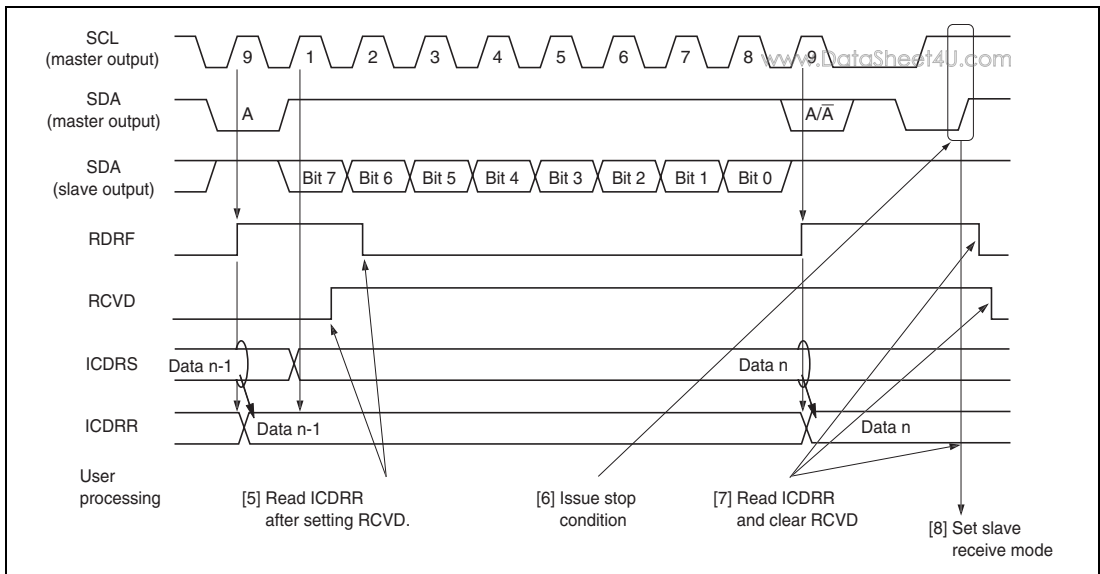 SCL
(master output)
9 1 2 3 4 5 6 7 8 9
www.DataSheet4U.com
SDA
(master output)
A A/A̅
SDA
(slave output)
Bit 7 Bit 6 Bit 5 Bit 4 Bit 3 Bit 2 Bit 1 Bit 0
RDRF
RCVD
ICDRS
Data n-1 Data n
ICDRR
Data n-1 Data n
User
processing
[5] Read ICDRR
after setting RCVD.
[6] Issue stop
condition
[7] Read ICDRR
and clear RCVD
[8] Set slave
receive mode